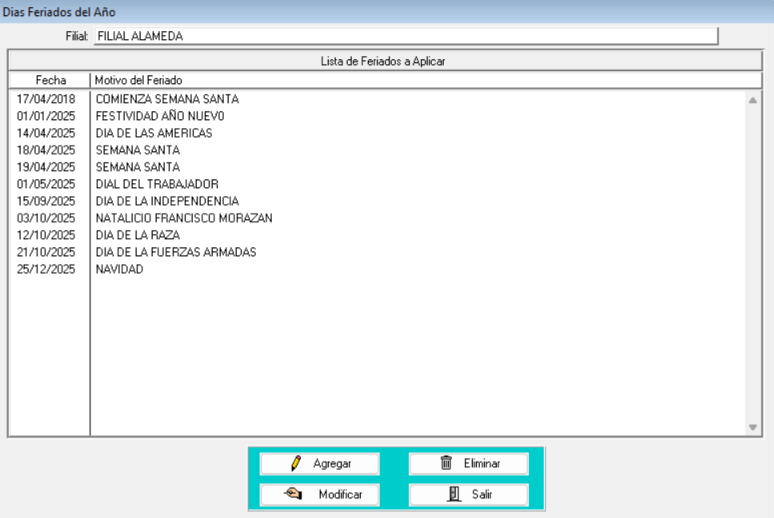 Dias Feriados del Año
Filial: FILIAL ALAMEDA
Lista de Feriados a Aplicar
Fecha Motivo del Feriado
17/04/2018 COMIENZA SEMANA SANTA
01/01/2025 FESTIVIDAD AÑO NUEVO
14/04/2025 DIA DE LAS AMERICAS
18/04/2025 SEMANA SANTA
19/04/2025 SEMANA SANTA
01/05/2025 DIAL DEL TRABAJADOR
15/09/2025 DIA DE LA INDEPENDENCIA
03/10/2025 NATALICIO FRANCISCO MORAZAN
12/10/2025 DIA DE LA RAZA
21/10/2025 DIA DE LA FUERZAS ARMADAS
25/12/2025 NAVIDAD
Agregar Eliminar
Modificar Salir